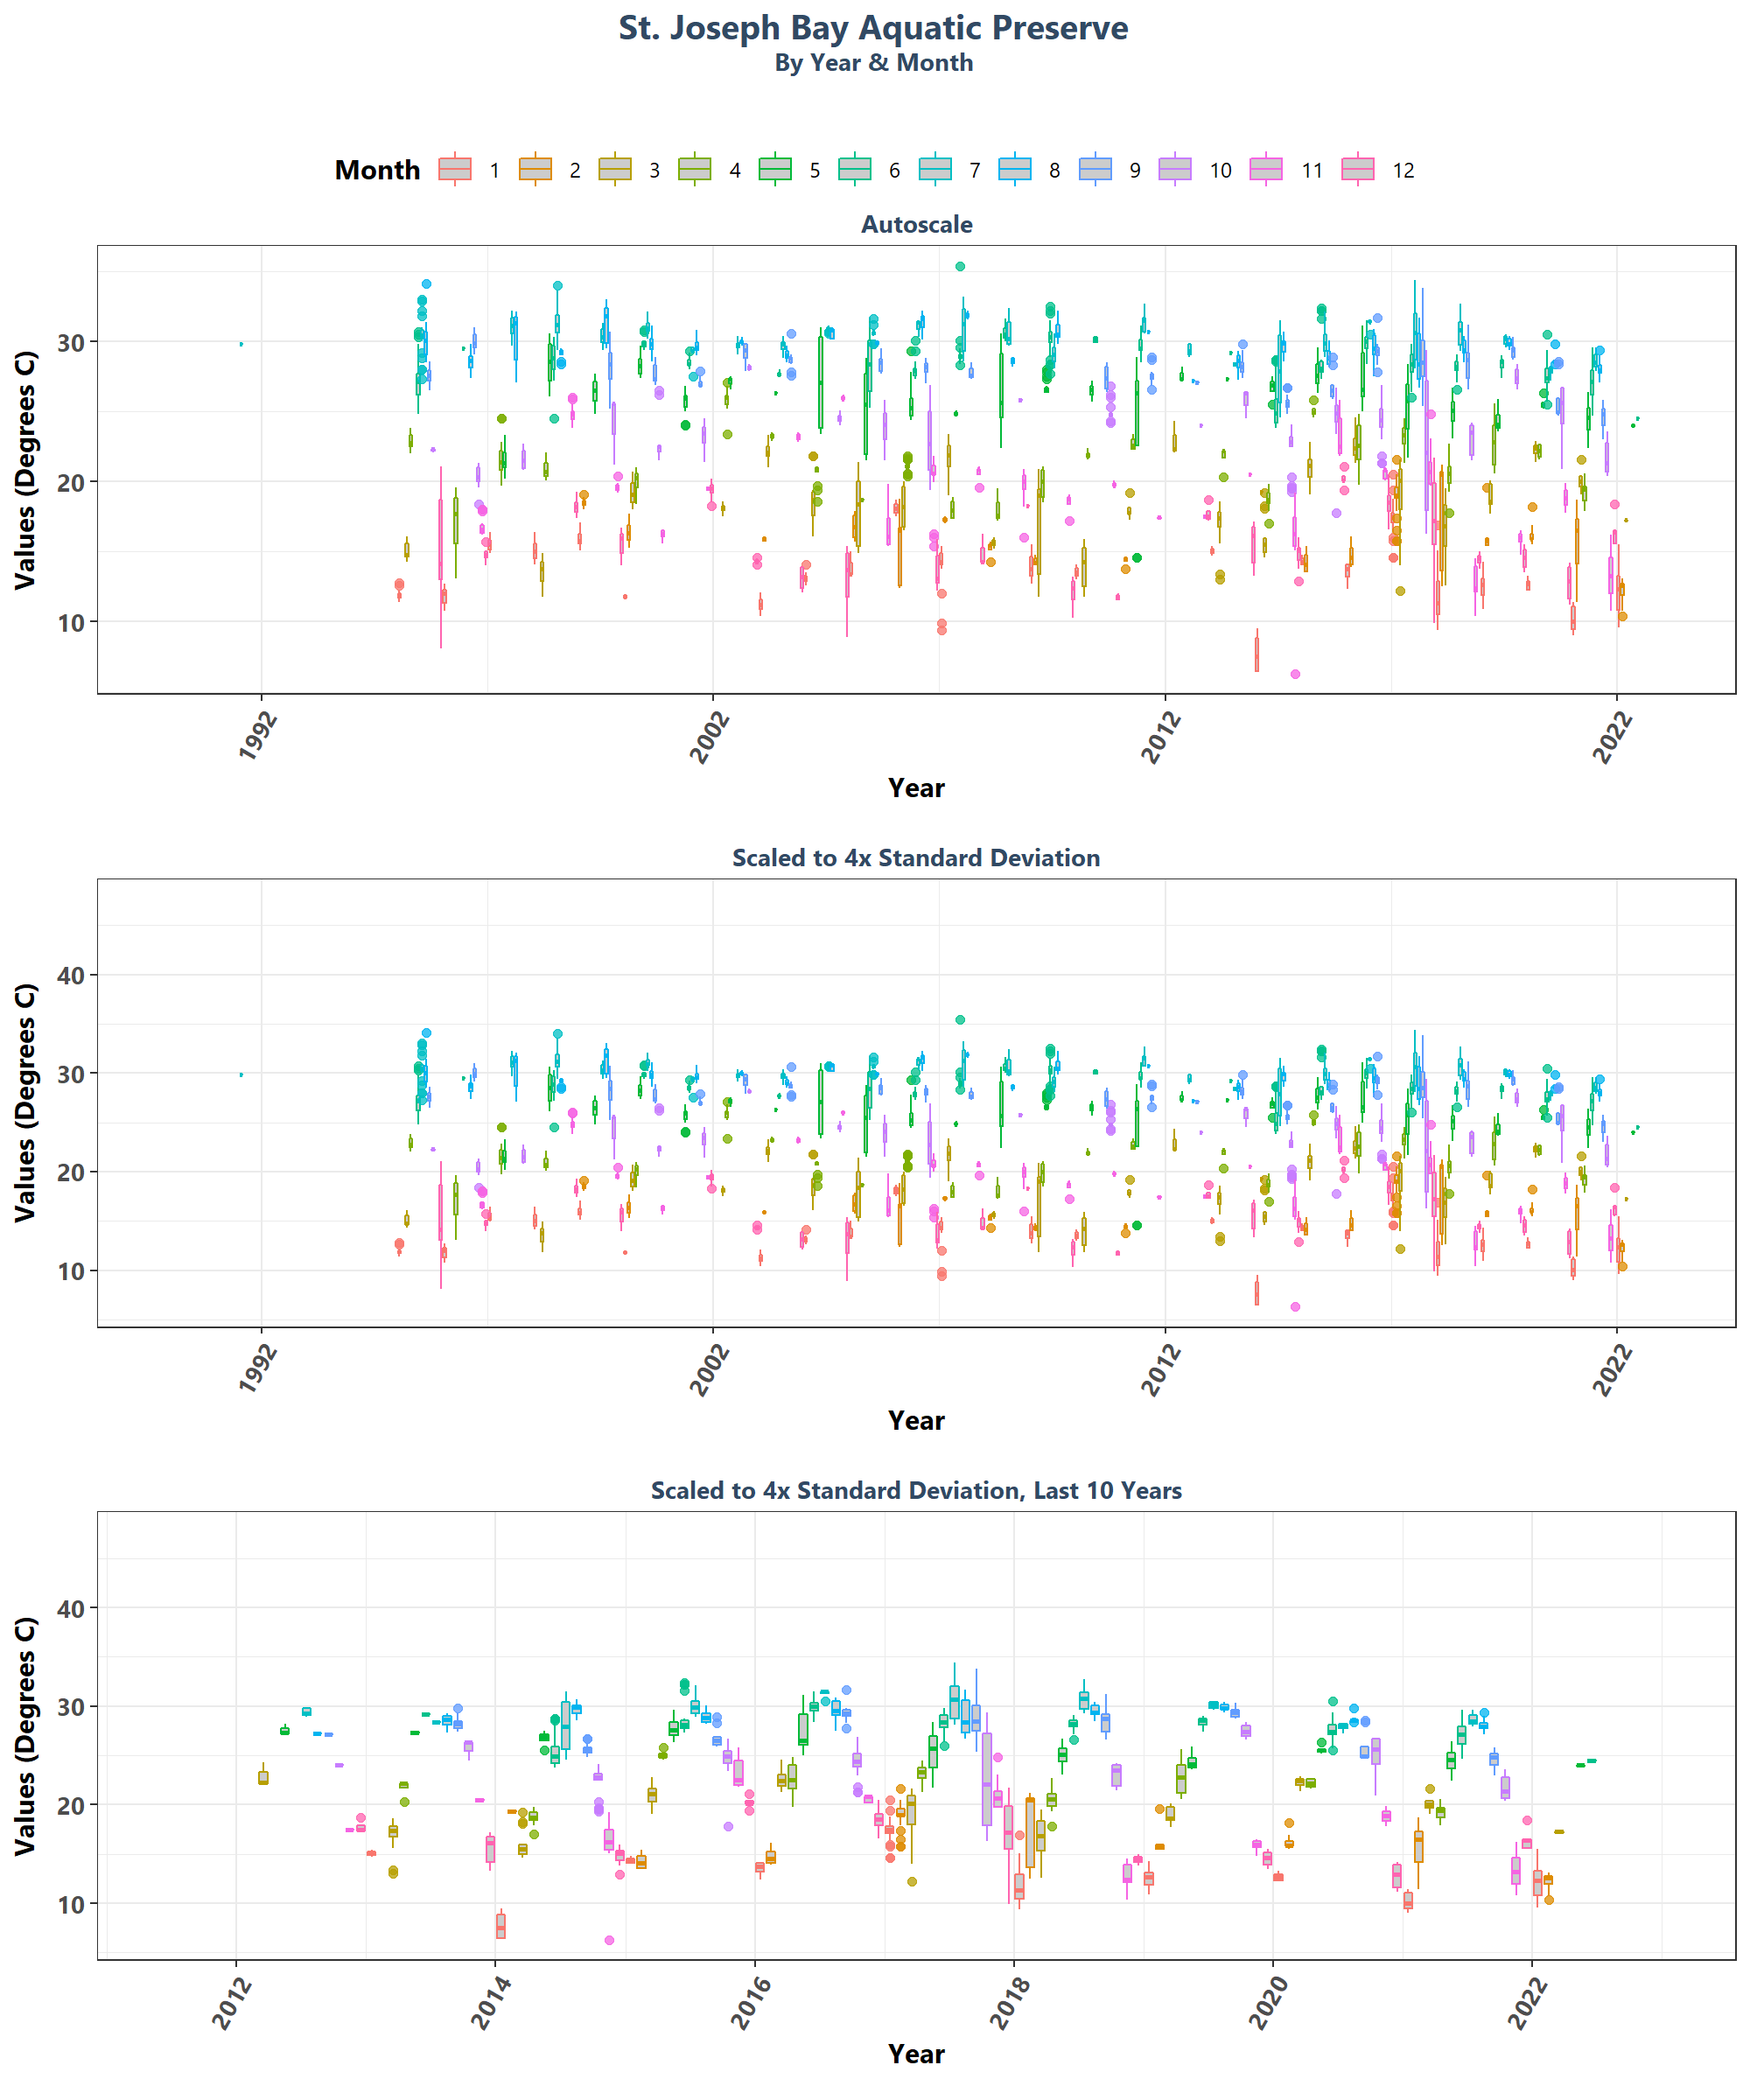 St. Joseph Bay Aquatic Preserve
By Year & Month
Month 1 2 3 4 5 6 7 8 9 10 11 12
Autoscale
Values (Degrees C)
30
20
10
1992 2002 2012 2022
Year
Scaled to 4x Standard Deviation
Values (Degrees C)
40
30
20
10
1992 2002 2012 2022
Year
Scaled to 4x Standard Deviation, Last 10 Years
Values (Degrees C)
40
30
20
10
2012 2014 2016 2018 2020 2022
Year